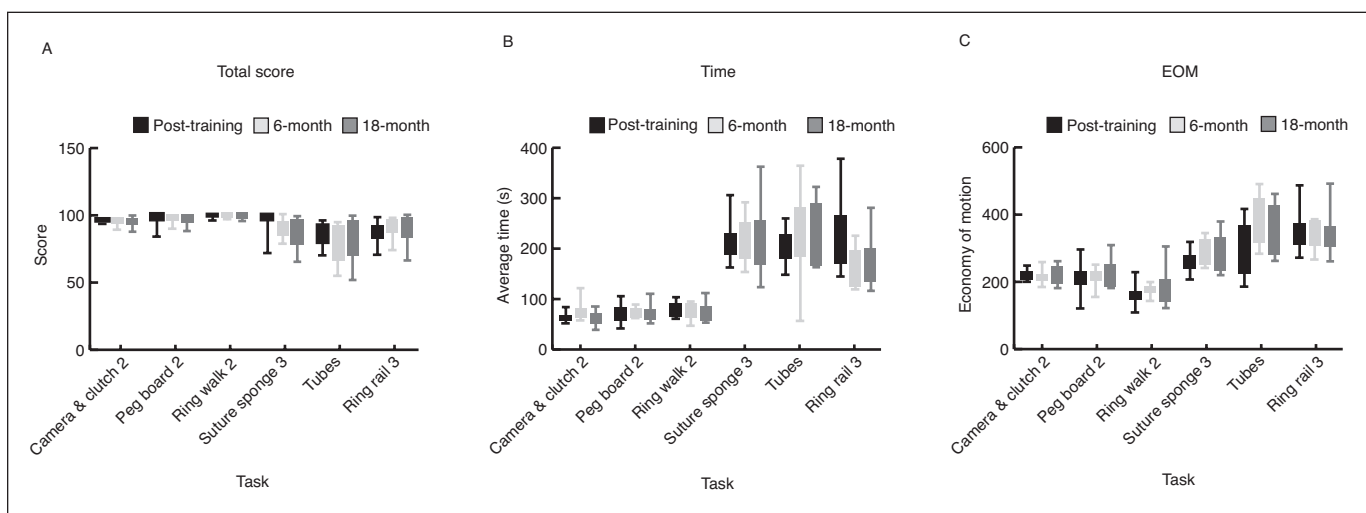 A
Total score
Post-training 6-month 18-month
150
100
50
0
Score
Camera & clutch 2
Peg board 2
Ring walk 2
Suture sponge 3
Tubes
Ring rail 3
Task
B
Time
Post-training 6-month 18-month
400
300
200
100
0
Average time (s)
Camera & clutch 2
Peg board 2
Ring walk 2
Suture sponge 3
Tubes
Ring rail 3
Task
C
EOM
Post-training 6-month 18-month
600
400
200
0
Economy of motion
Camera & clutch 2
Peg board 2
Ring walk 2
Suture sponge 3
Tubes
Ring rail 3
Task